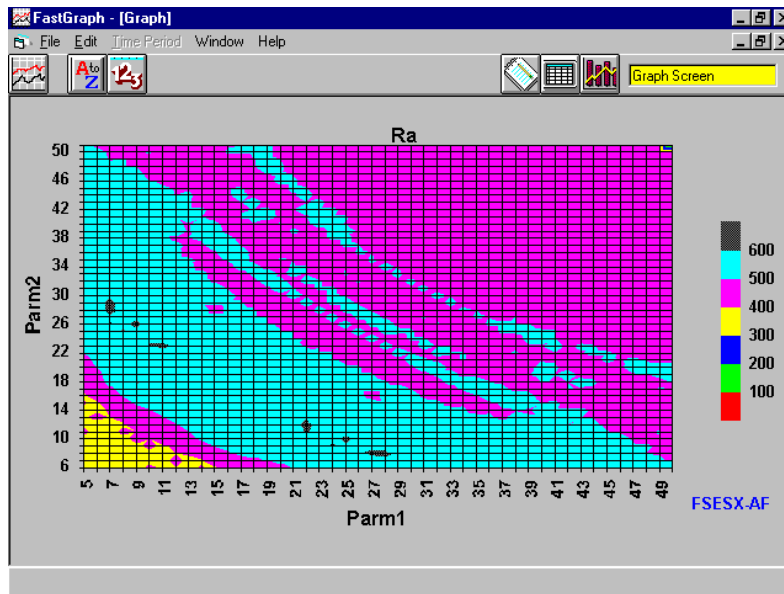 FastGraph - [Graph]
File Edit Time Period Window Help
A to Z 123 Graph Screen
Ra
50
46
42
38
34
30
26
22
18
14
10
6
Parm2
5 7 9 11 13 15 17 19 21 23 25 27 29 31 33 35 37 39 41 43 45 47 49
Parm1
600
500
400
300
200
100
FSESX-AF